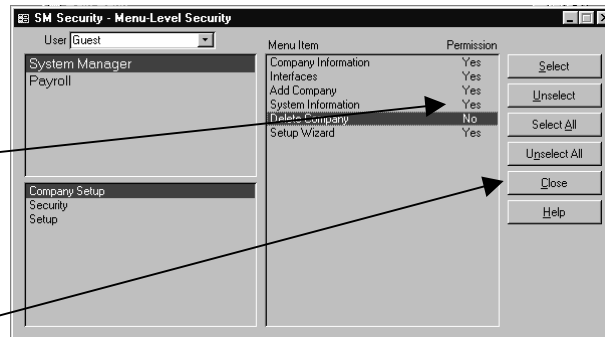 SM Security - Menu-Level Security
User Guest
System Manager
Payroll
Company Setup
Security
Setup
Menu Item Permission
Company Information Yes
Interfaces Yes
Add Company Yes
System Information Yes
Delete Company No
Setup Wizard Yes
Select
Unselect
Select All
Unselect All
Close
Help